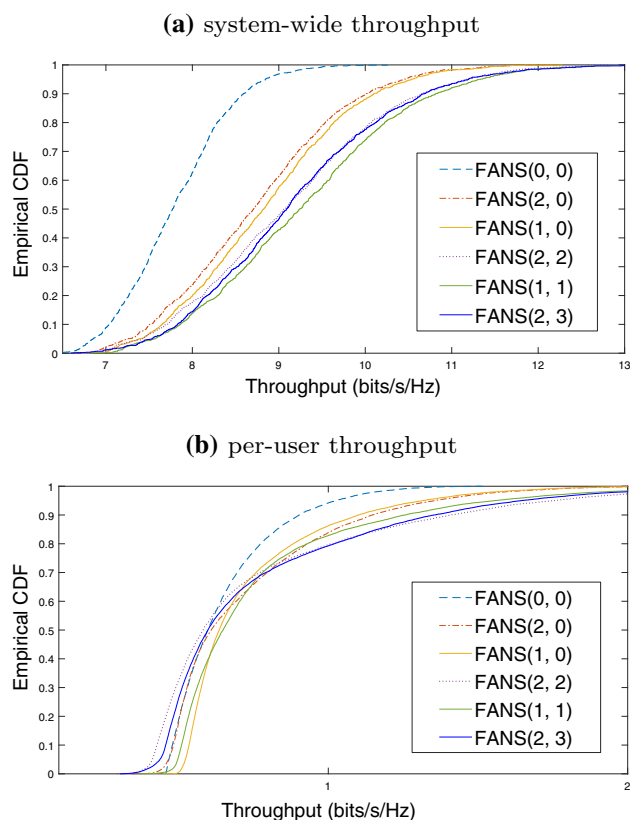 (a) system-wide throughput
1
0.9
0.8
0.7
0.6
0.5
0.4
0.3
0.2
0.1
0
Empirical CDF
FANS(0, 0)
FANS(2, 0)
FANS(1, 0)
FANS(2, 2)
FANS(1, 1)
FANS(2, 3)
7 8 9 10 11 12 13
Throughput (bits/s/Hz)
(b) per-user throughput
1
0.9
0.8
0.7
0.6
0.5
0.4
0.3
0.2
0.1
0
Empirical CDF
FANS(0, 0)
FANS(2, 0)
FANS(1, 0)
FANS(2, 2)
FANS(1, 1)
FANS(2, 3)
1 2
Throughput (bits/s/Hz)